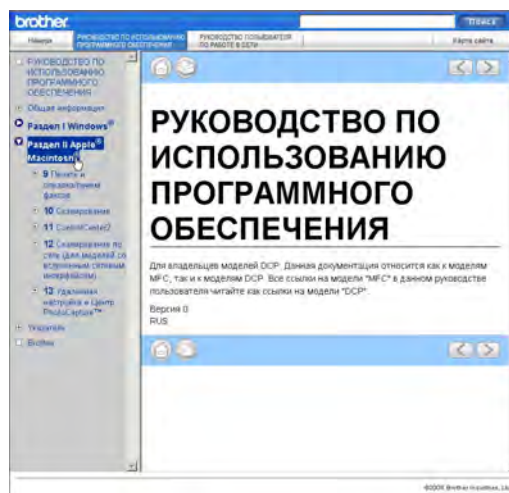 brother
ПОИСК
Наверх
РУКОВОДСТВО ПО ИСПОЛЬЗОВАНИЮ
ПРОГРАММНОГО ОБЕСПЕЧЕНИЯ
РУКОВОДСТВО ПОЛЬЗОВАТЕЛЯ
ПО РАБОТЕ В СЕТИ
Карта сайта
РУКОВОДСТВО ПО
ИСПОЛЬЗОВАНИЮ
ПРОГРАММНОГО
ОБЕСПЕЧЕНИЯ
Общая информация
Раздел I Windows®
Раздел II Apple®
Macintosh
9 Печать и
факсов
10 Сканирование
11 ControlCenter2
12 Сканирование по
сети (для моделей со
встроенным сетевым
интерфейсом)
13 Удаленная
настройка и Центр
PhotoCapture™
Указатель
Brother
РУКОВОДСТВО ПО
ИСПОЛЬЗОВАНИЮ
ПРОГРАММНОГО
ОБЕСПЕЧЕНИЯ
Для владельцев моделей DCP: Данная документация относится как к моделям
MFC, так и к моделям DCP. Все ссылки на модели "MFC" в данном руководстве
пользователя читайте как ссылки на модели "DCP".
Версия 0
RUS
Brother Industries, Ltd